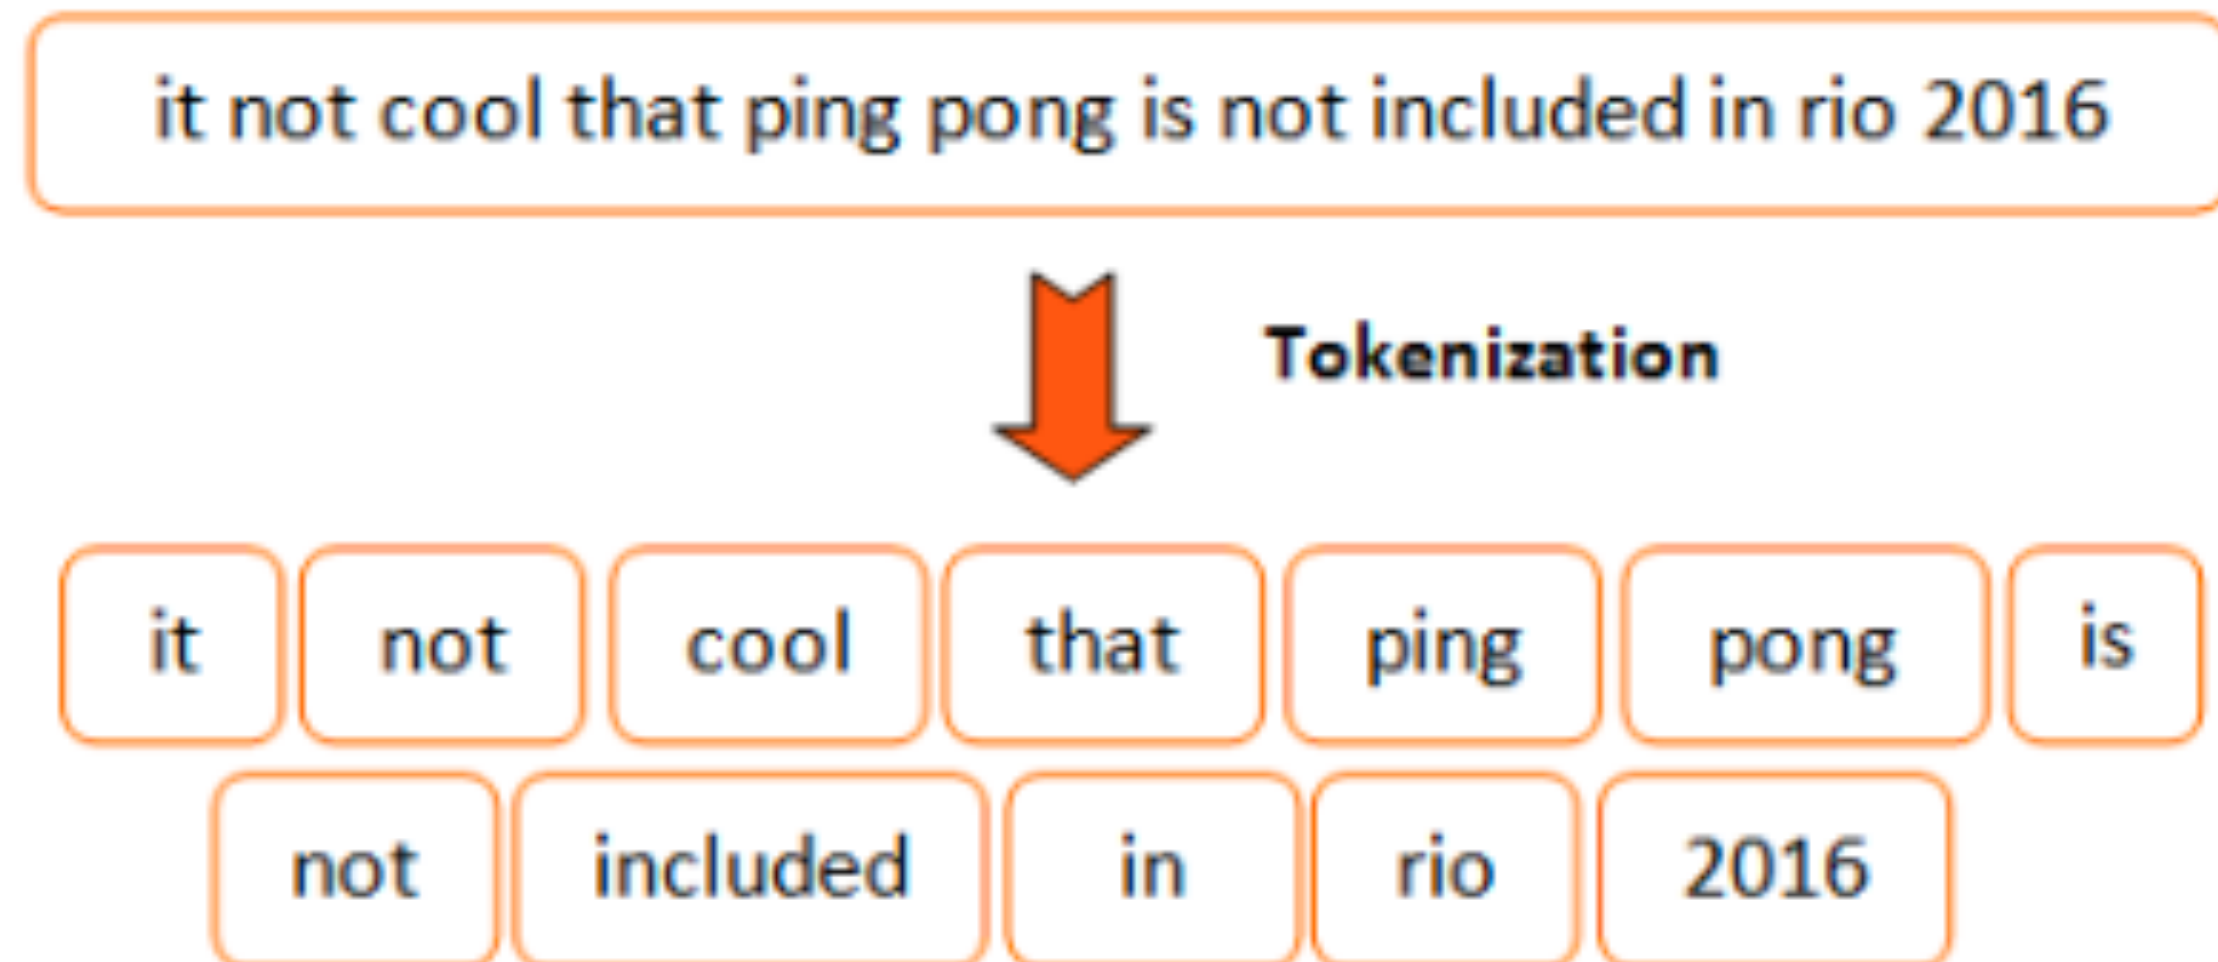 it not cool that ping pong is not included in rio 2016
Tokenization
it not cool that ping pong is
not included in rio 2016